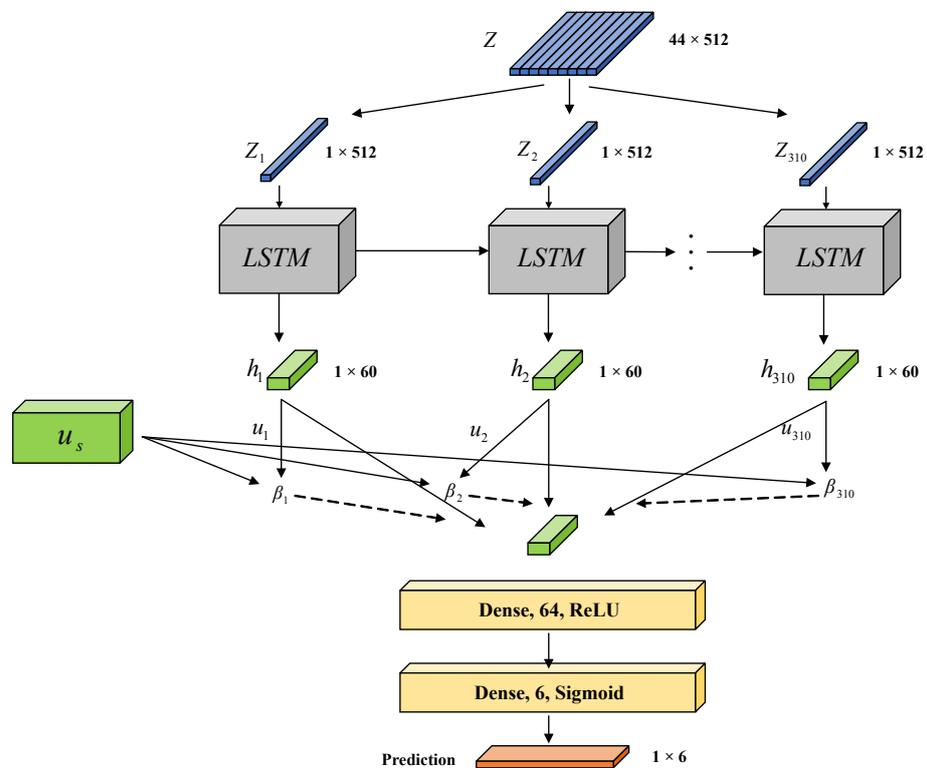 Z 44 × 512
Z₁ 1 × 512 Z₂ 1 × 512 Z₃₁₀ 1 × 512
LSTM LSTM LSTM
h₁ 1 × 60 h₂ 1 × 60 h₃₁₀ 1 × 60
uₛ u₁ u₂ u₃₁₀
β₁ β₂ β₃₁₀
Dense, 64, ReLU
Dense, 6, Sigmoid
Prediction 1 × 6